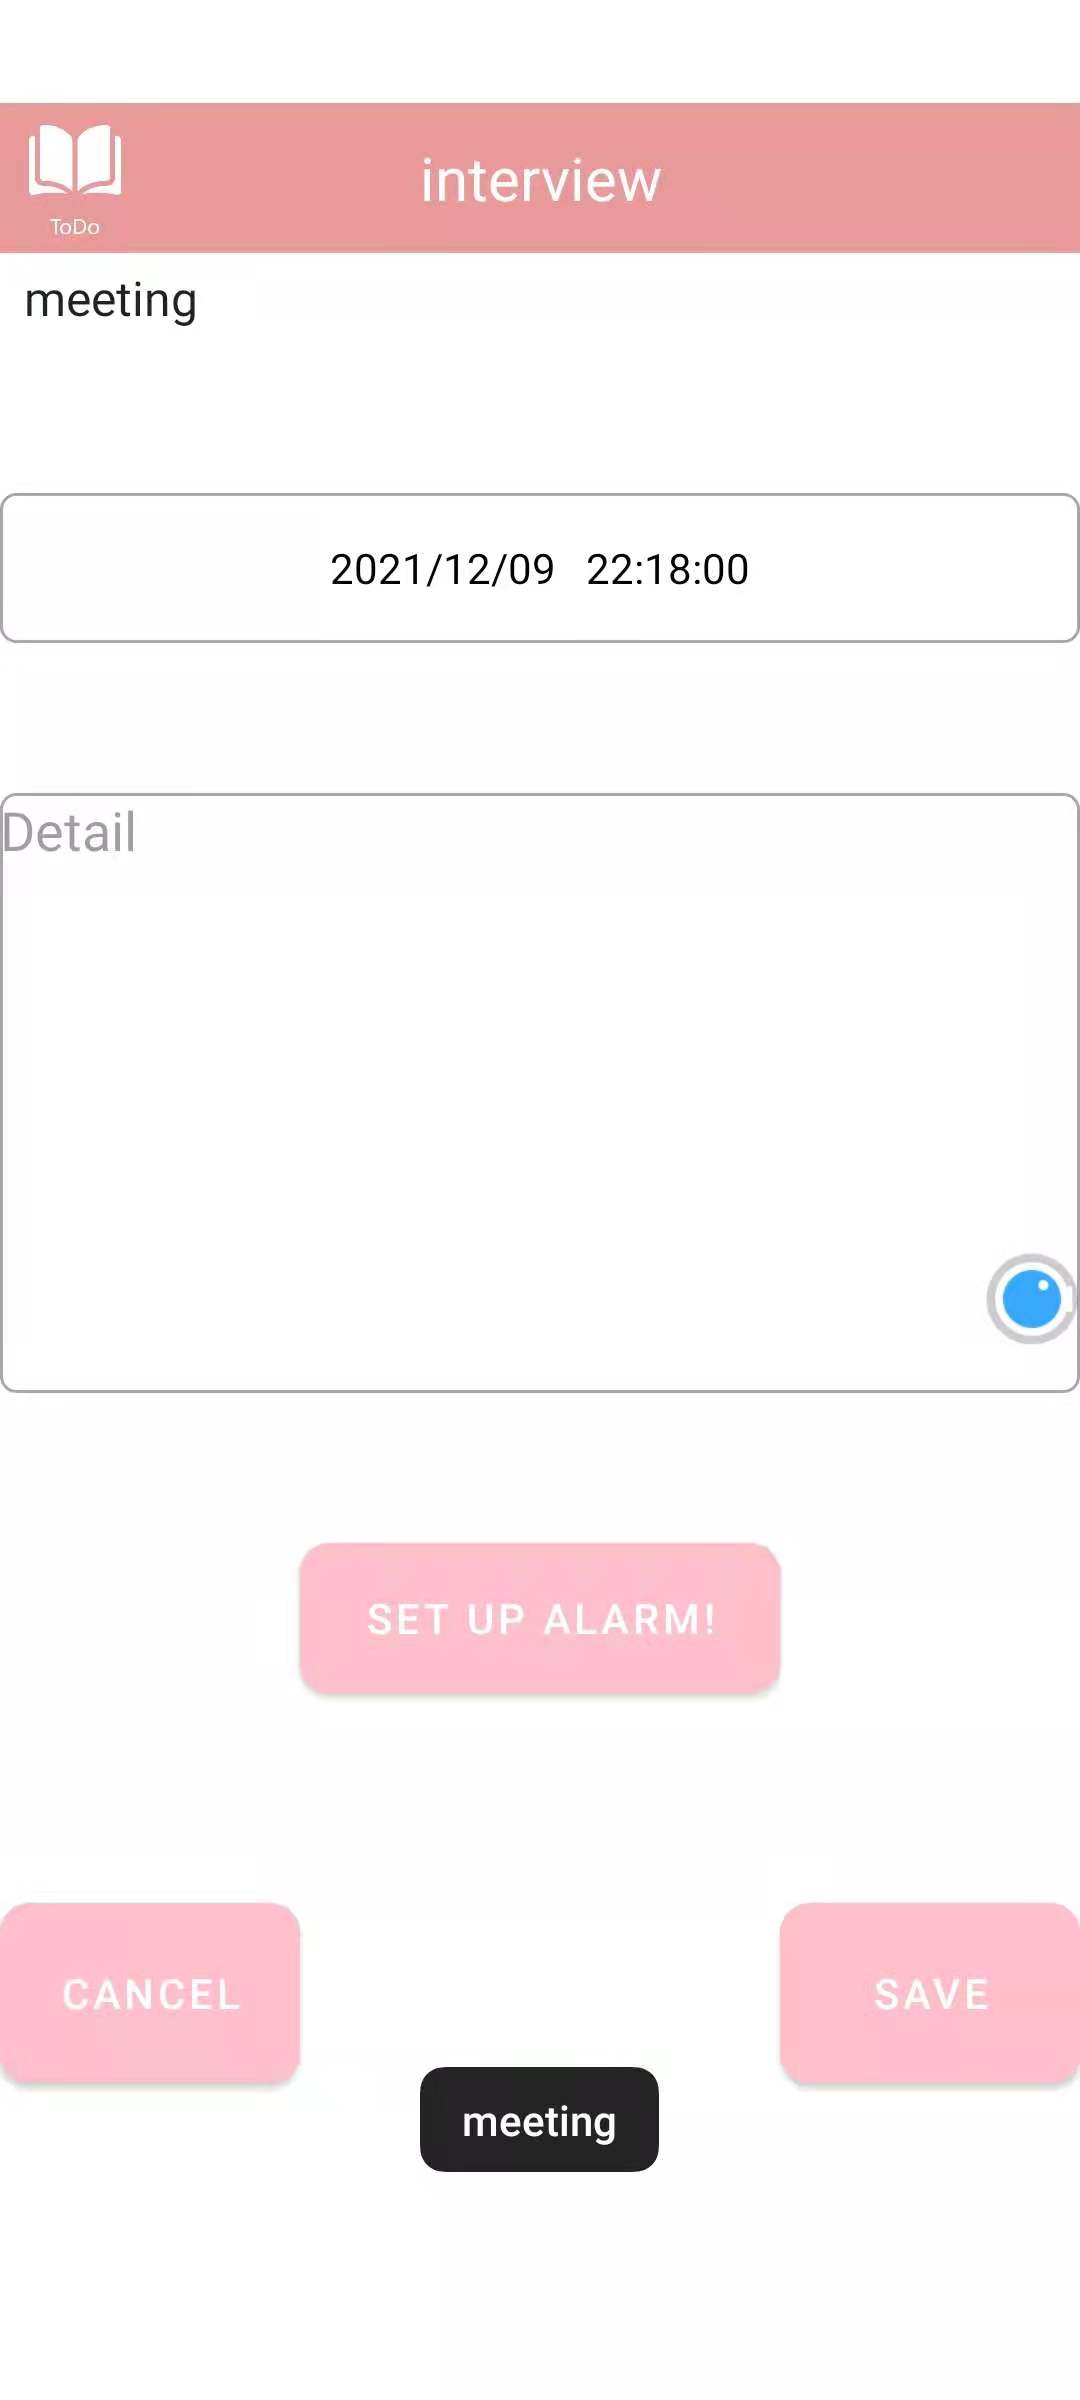 interview
ToDo
meeting
2021/12/09 22:18:00
Detail
SET UP ALARM!
CANCEL
SAVE
meeting